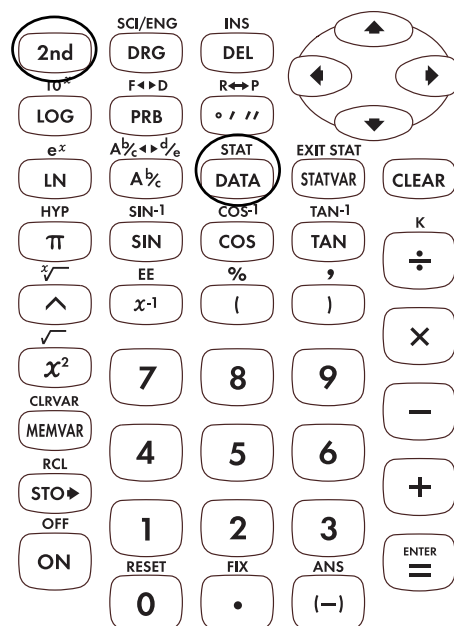 SCI/ENG INS
2nd DRG DEL
10ˣ F◂▸D R↔P
LOG PRB ° ′ ″
eˣ Ab/c◂▸d/e STAT EXIT STAT
LN Ab/c DATA STATVAR CLEAR
HYP SIN-1 COS-1 TAN-1 K
π SIN COS TAN ÷
ˣ√ EE % ,
^ x-1 ( ) ×
√
x² 7 8 9
CLRVAR −
MEMVAR 4 5 6
RCL
STO▸ +
OFF 1 2 3
ON ENTER
RESET FIX ANS =
0 . (−)